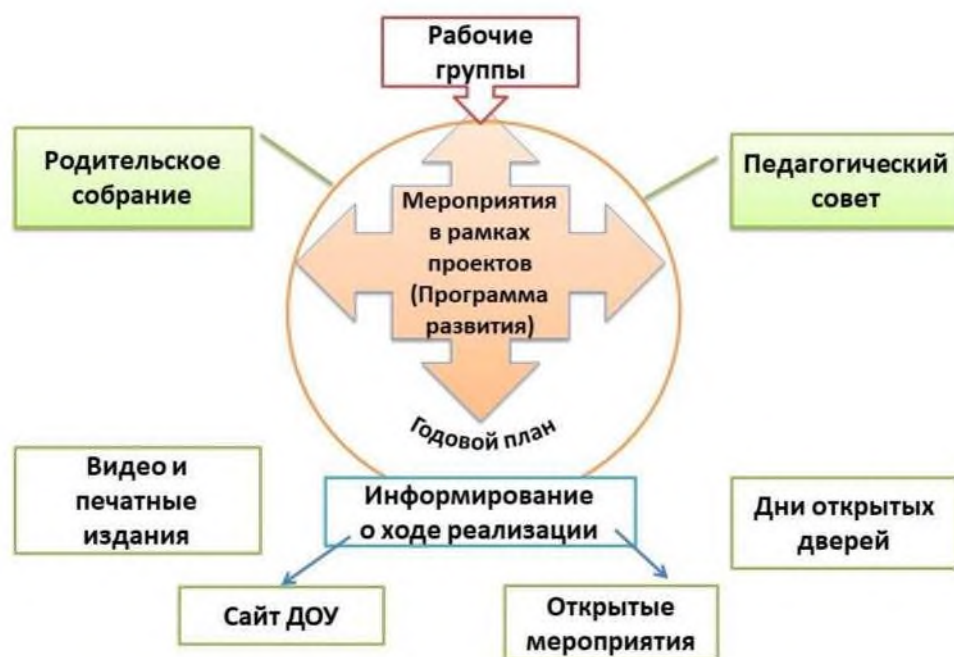 Рабочие
группы
Родительское
собрание
Педагогический
совет
Мероприятия
в рамках
проектов
(Программа
развития)
Годовой план
Видео и
печатные
издания
Информирование
о ходе реализации
Дни открытых
дверей
Сайт ДОУ
Открытые
мероприятия